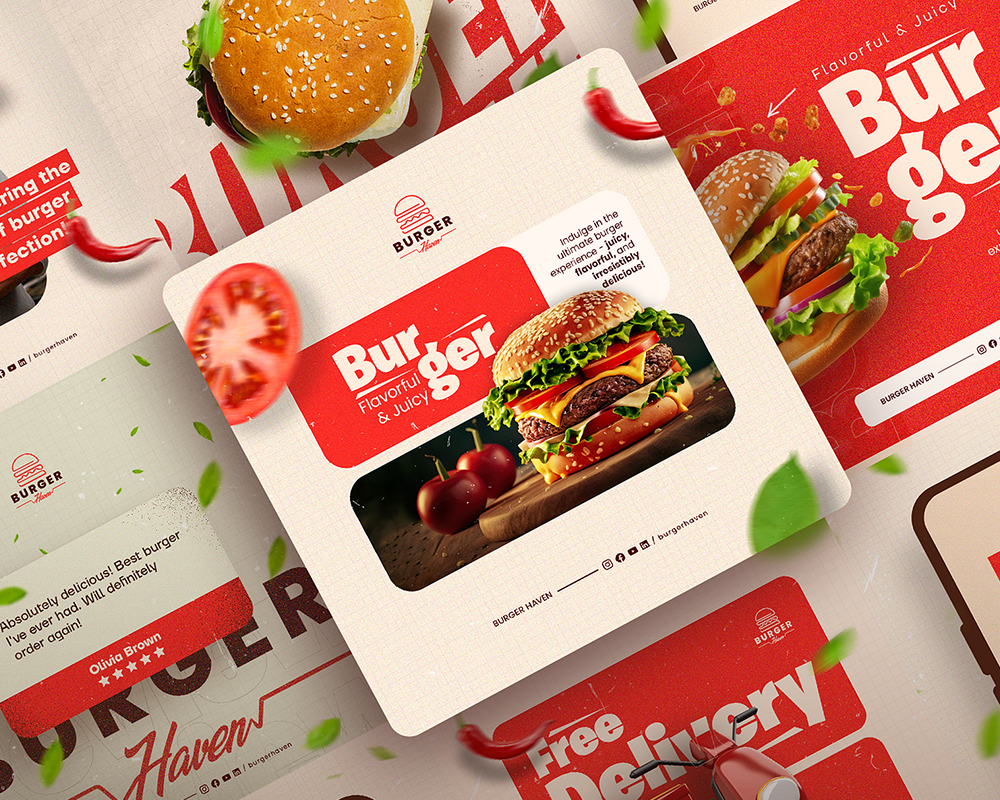 BURGER
Flavorful & Juicy
Bur
ger
BURGER HAVEN
ring the
f burger
fection!
/ burgerhaven
BURGER
Haven
Indulge in the
ultimate burger
experience - juicy,
flavorful, and
irresistibly
delicious!
Bur
ger
Flavorful
& Juicy
BURGER HAVEN
/ burgerhaven
BURGER
Haven
Absolutely delicious! Best burger
I've ever had. Will definitely
order again!
Olivia Brown
BURGER
Haven
/ burgerhaven
BURGER
Haven
Free
Delivery